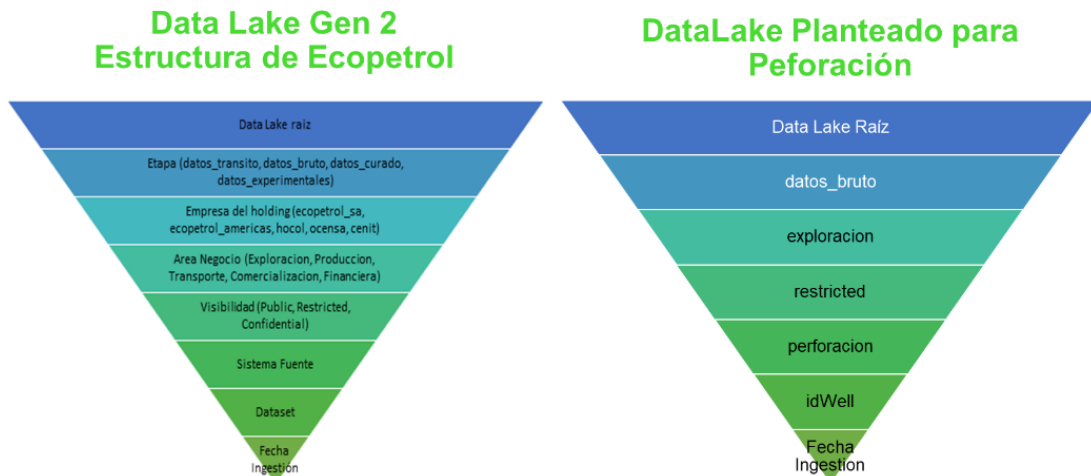 Data Lake Gen 2
Estructura de Ecopetrol
Data Lake raiz
Etapa (datos_transito, datos_bruto, datos_curado,
datos_experimentales)
Empresa del holding (ecopetrol_sa,
ecopetrol_americas, hocol, ocensa, cenit)
Area Negocio (Exploracion, Produccion,
Transporte, Comercializacion, Financiera)
Visibilidad (Public, Restricted,
Confidential)
Sistema Fuente
Dataset
Fecha
Ingestion
DataLake Planteado para
Peforación
Data Lake Raíz
datos_bruto
exploracion
restricted
perforacion
idWell
Fecha
Ingestion